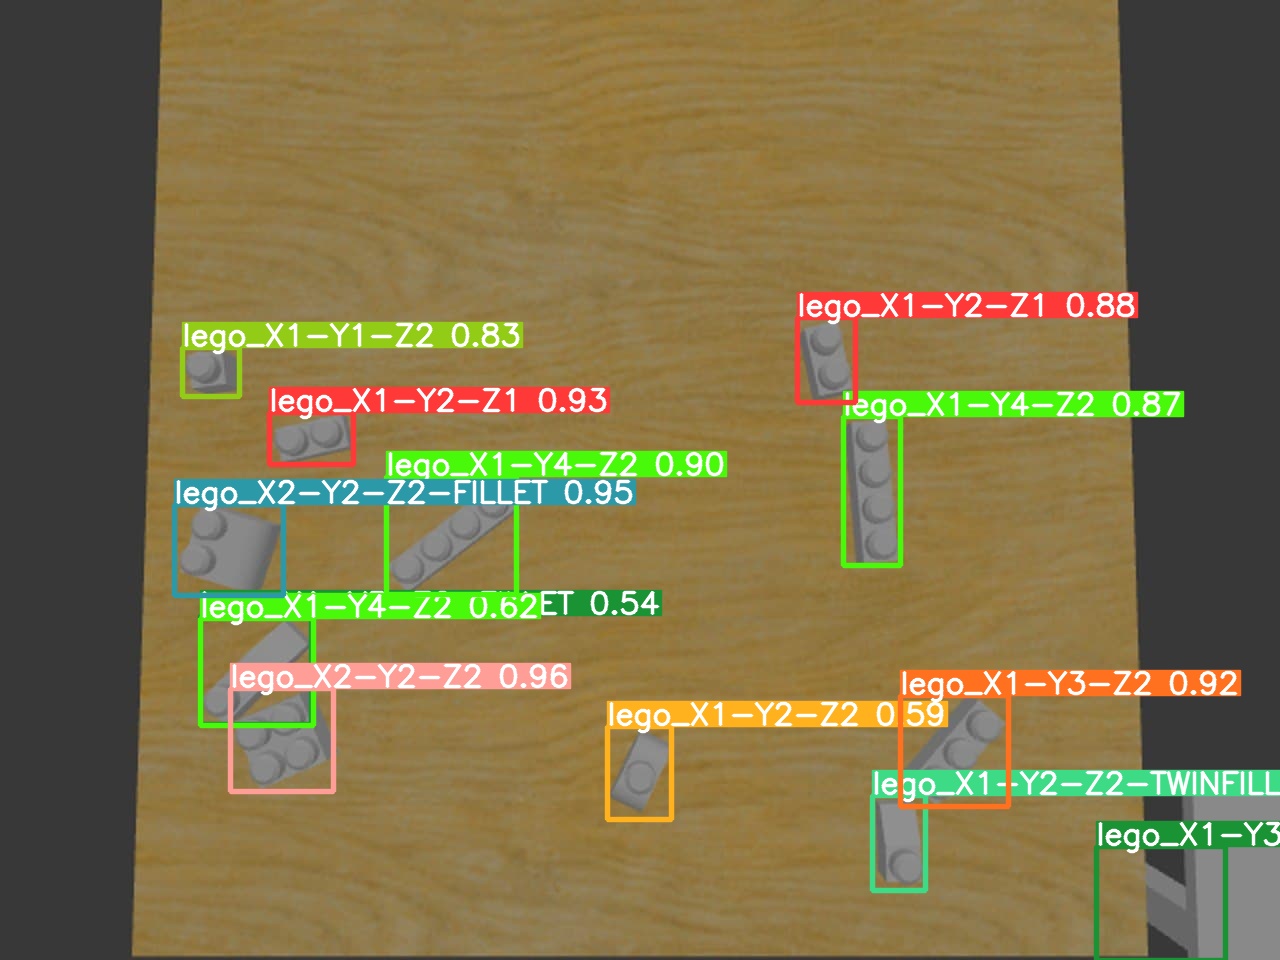 lego_X1-Y2-Z1 0.88
lego_X1-Y1-Z2 0.83
lego_X1-Y2-Z1 0.93
lego_X1-Y4-Z2 0.87
lego_X1-Y4-Z2 0.90
lego_X2-Y2-Z2-FILLET 0.95
lego_X1-Y4-Z2 0.62
ET 0.54
lego_X2-Y2-Z2 0.96
lego_X1-Y3-Z2 0.92
lego_X1-Y2-Z2 0.59
lego_X1-Y2-Z2-TWINFILL
lego_X1-Y3